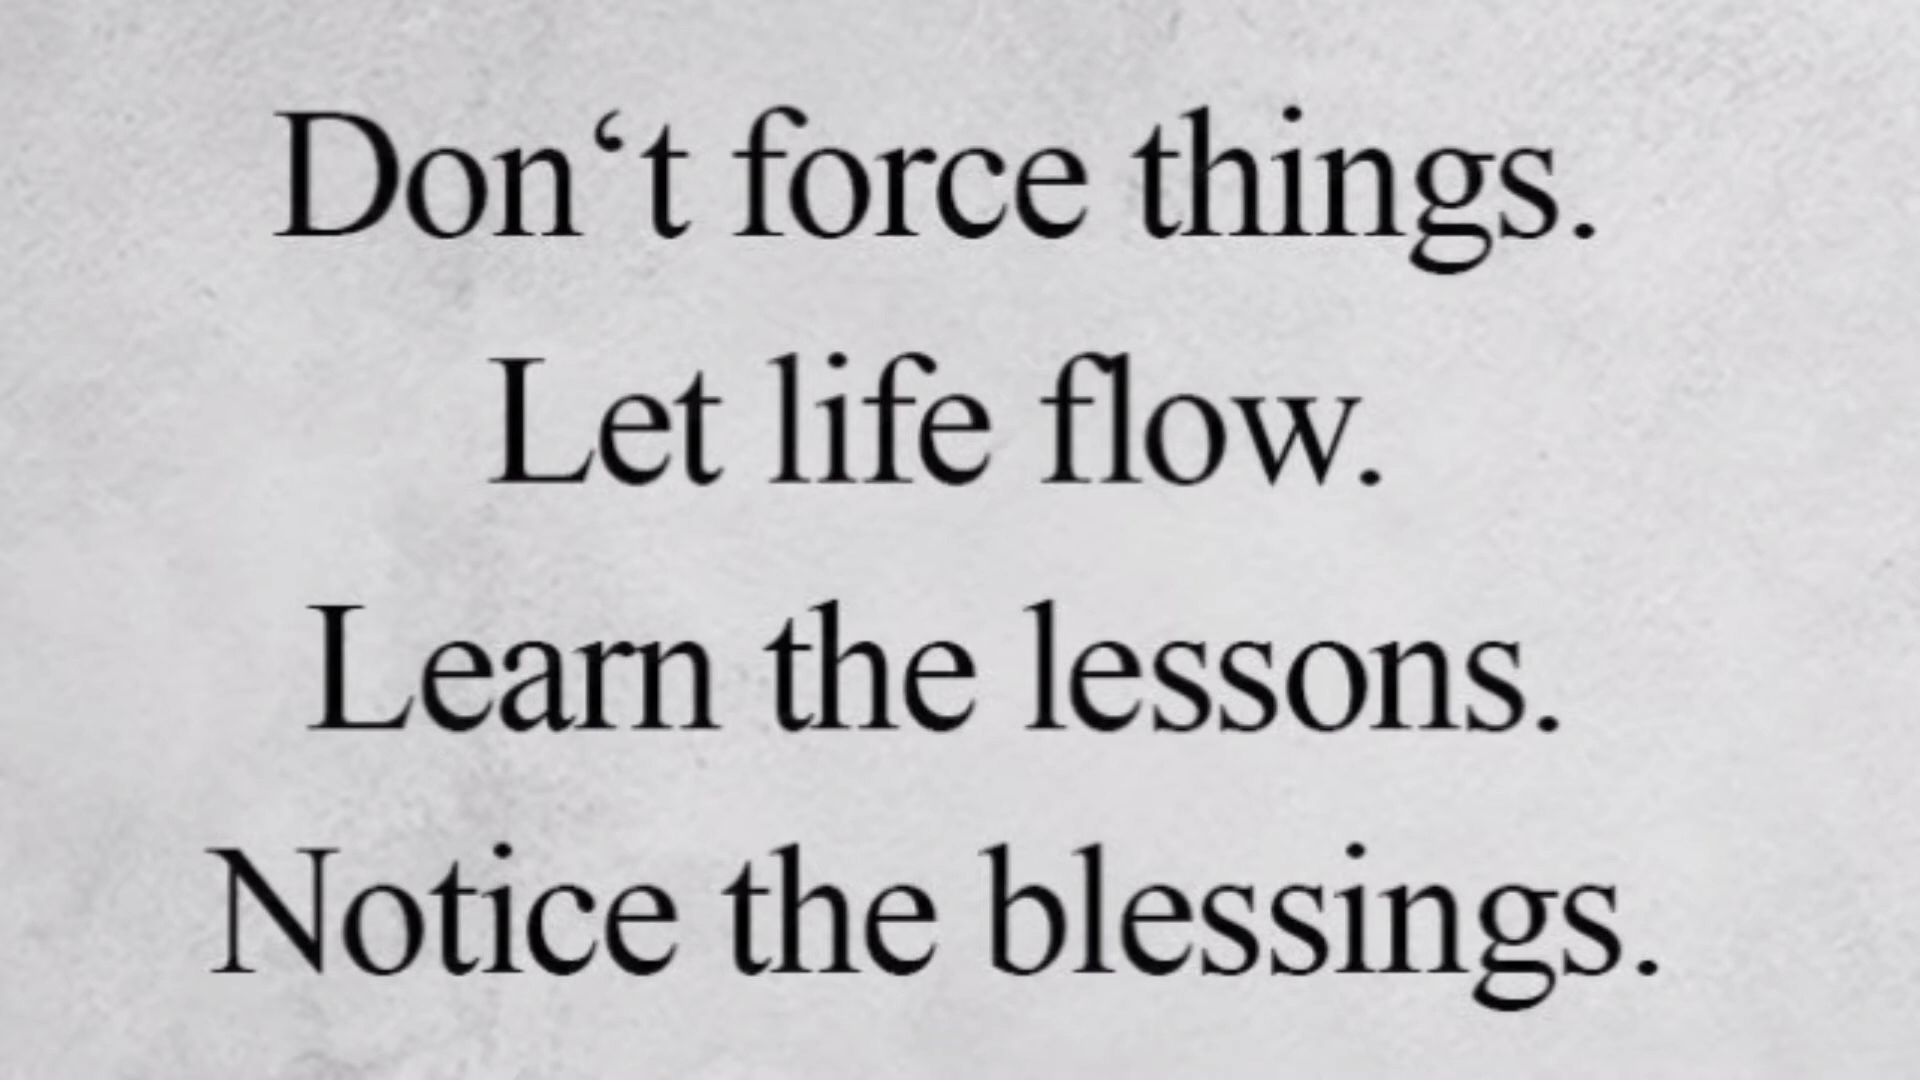 Don‘t force things.
Let life flow.
Learn the lessons.
Notice the blessings.